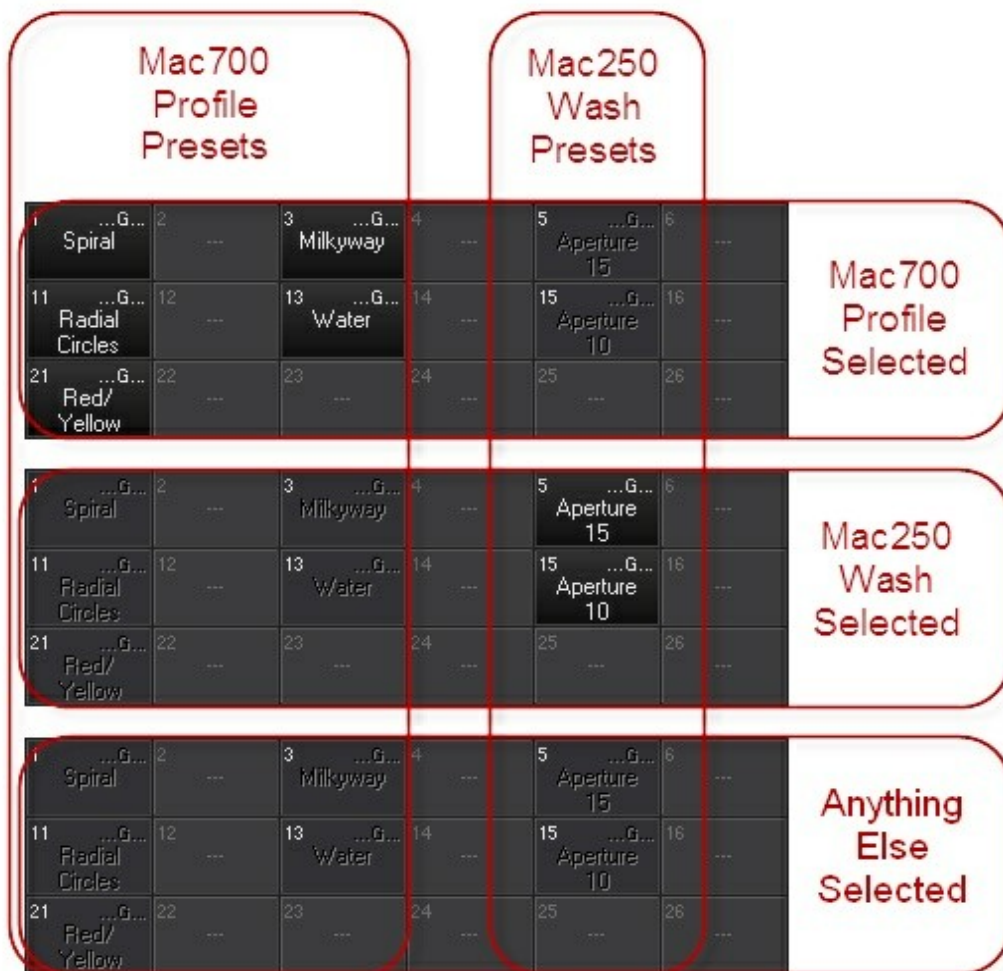 Mac700
Profile
Presets
Mac250
Wash
Presets
1 ...G... 2 3 ...G... 4 5 ...G... 6
Spiral --- Milkyway --- Aperture ---
15
11 ...G... 12 13 ...G... 14 15 ...G... 16
Radial --- Water --- Aperture ---
Circles 10
21 ...G... 22 23 24 25 26
Red/ --- --- --- --- ---
Yellow
Mac700
Profile
Selected
1 ...G... 2 3 ...G... 4 5 ...G... 6
Spiral --- Milkyway --- Aperture ---
15
11 ...G... 12 13 ...G... 14 15 ...G... 16
Radial --- Water --- Aperture ---
Circles 10
21 ...G... 22 23 24 25 26
Red/ --- --- --- --- ---
Yellow
Mac250
Wash
Selected
1 ...G... 2 3 ...G... 4 5 ...G... 6
Spiral --- Milkyway --- Aperture ---
15
11 ...G... 12 13 ...G... 14 15 ...G... 16
Radial --- Water --- Aperture ---
Circles 10
21 ...G... 22 23 24 25 26
Red/ --- --- --- --- ---
Yellow
Anything
Else
Selected